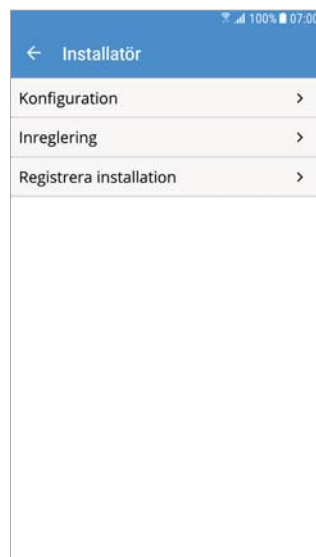 100% 07:00
Installatör
Konfiguration
Inreglering
Registrera installation